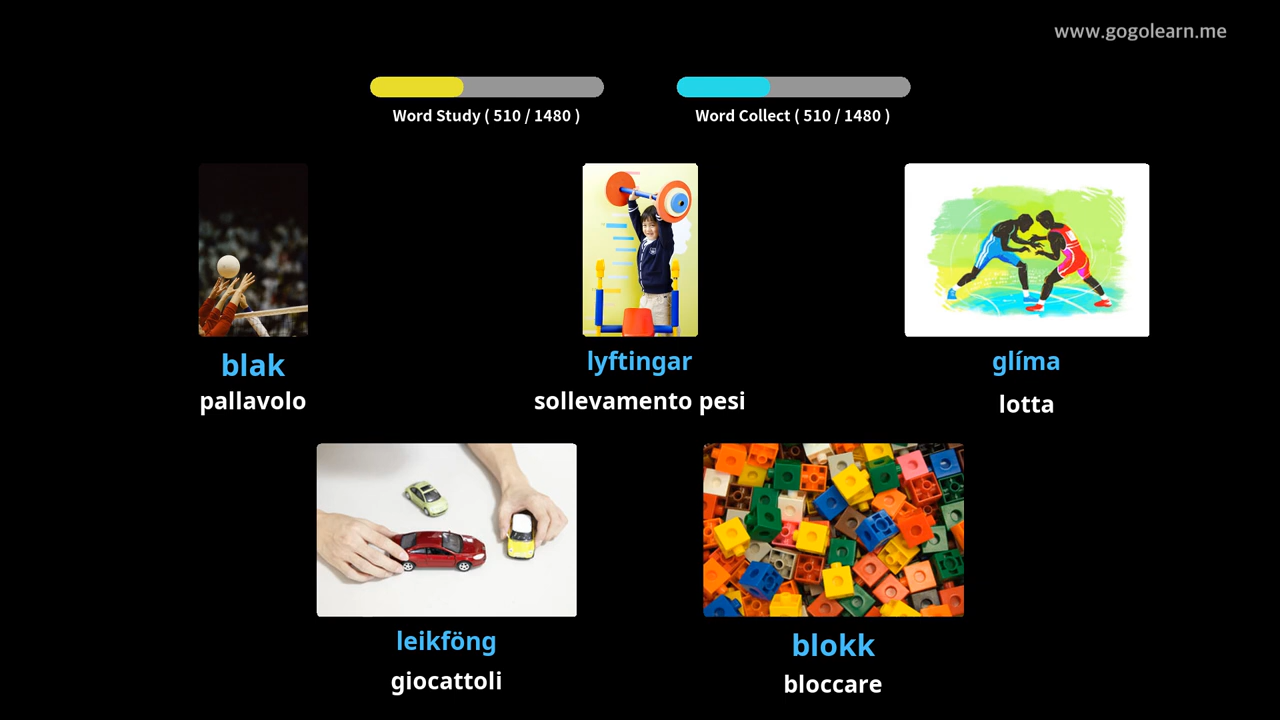 www.gogolearn.me
Word Study ( 510 / 1480 )
Word Collect ( 510 / 1480 )
blak
pallavolo
lyftingar
sollevamento pesi
glíma
lotta
leikföng
giocattoli
blokk
bloccare